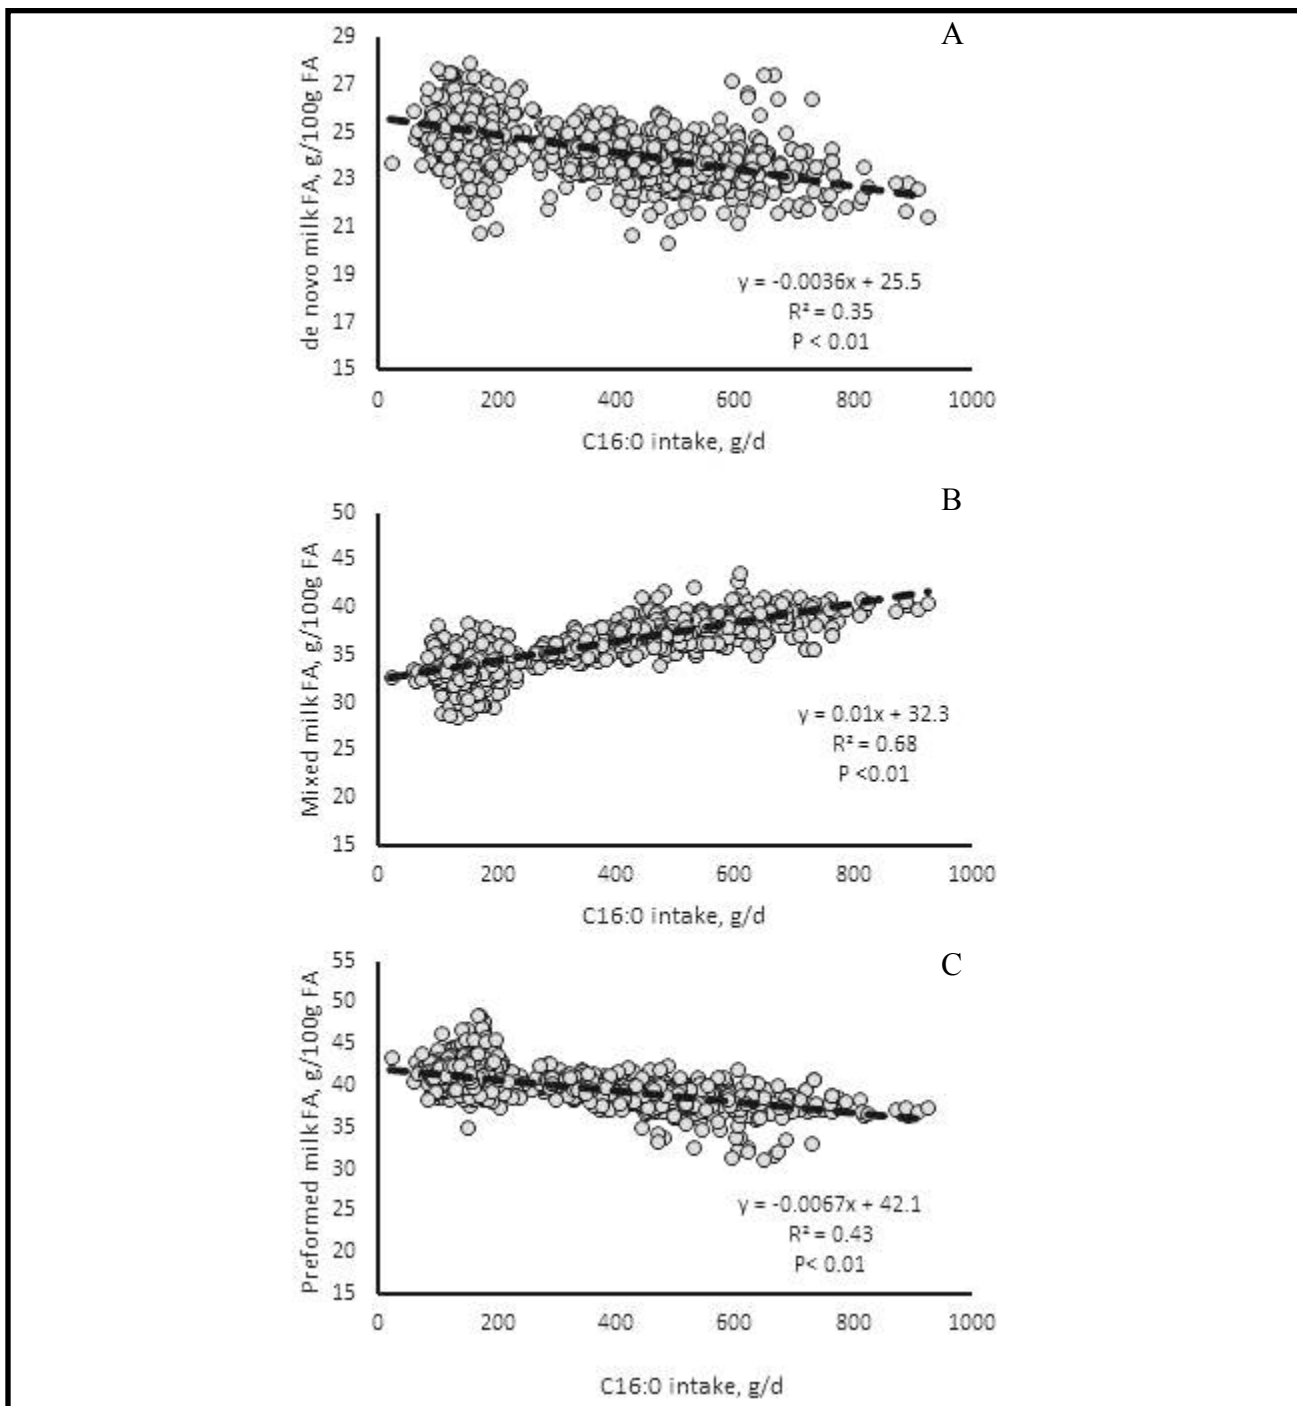 A
29
27
25
23
21
19
17
15
de novo milk FA, g/100g FA
y = -0.0036x + 25.5
R² = 0.35
P < 0.01
0 200 400 600 800 1000
C16:0 intake, g/d
B
50
45
40
35
30
25
20
15
Mixed milk FA, g/100g FA
y = 0.01x + 32.3
R² = 0.68
P <0.01
0 200 400 600 800 1000
C16:0 intake, g/d
C
55
50
45
40
35
30
25
20
15
Preformed milk FA, g/100g FA
y = -0.0067x + 42.1
R² = 0.43
P< 0.01
0 200 400 600 800 1000
C16:0 intake, g/d